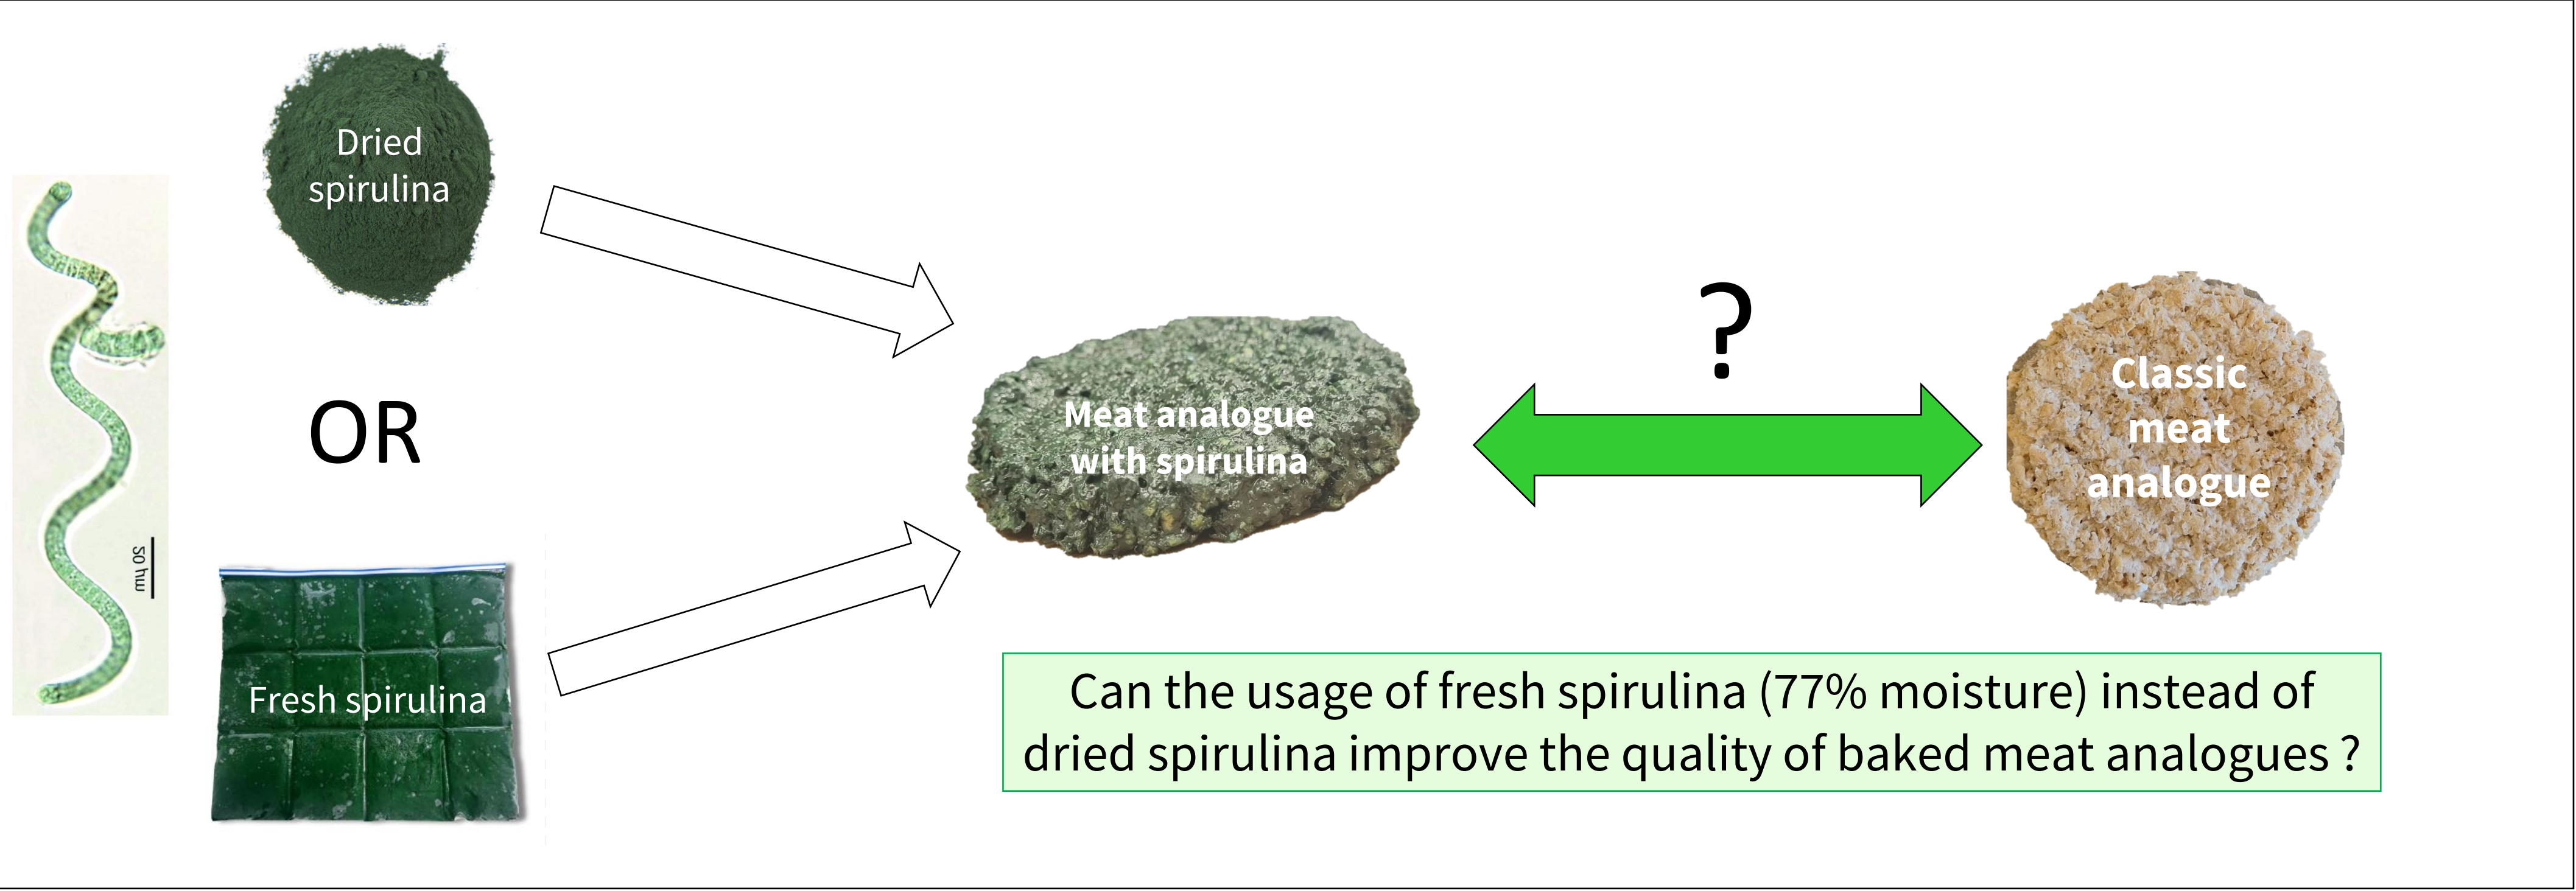 Dried
spirulina
OR
20 µm
Fresh spirulina
Meat analogue
with spirulina
?
Classic
meat
analogue
Can the usage of fresh spirulina (77% moisture) instead of
dried spirulina improve the quality of baked meat analogues ?